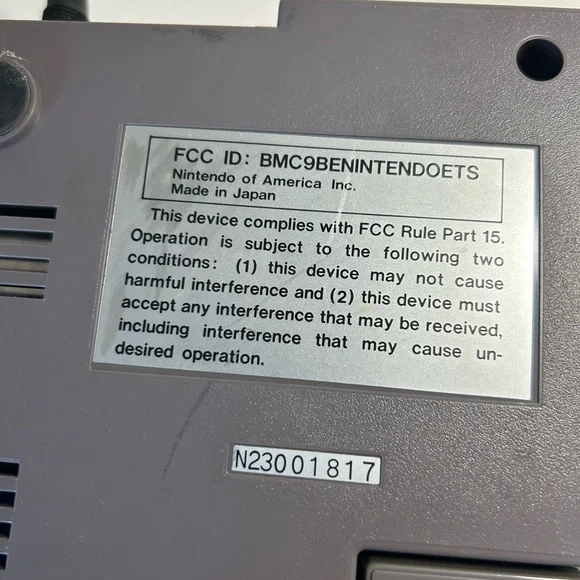 FCC ID: BMC9BENINTENDOETS
Nintendo of America Inc.
Made in Japan
This device complies with FCC Rule Part 15.
Operation is subject to the following two
conditions: (1) this device may not cause
harmful interference and (2) this device must
accept any interference that may be received,
including interference that may cause un-
desired operation.
N23001817